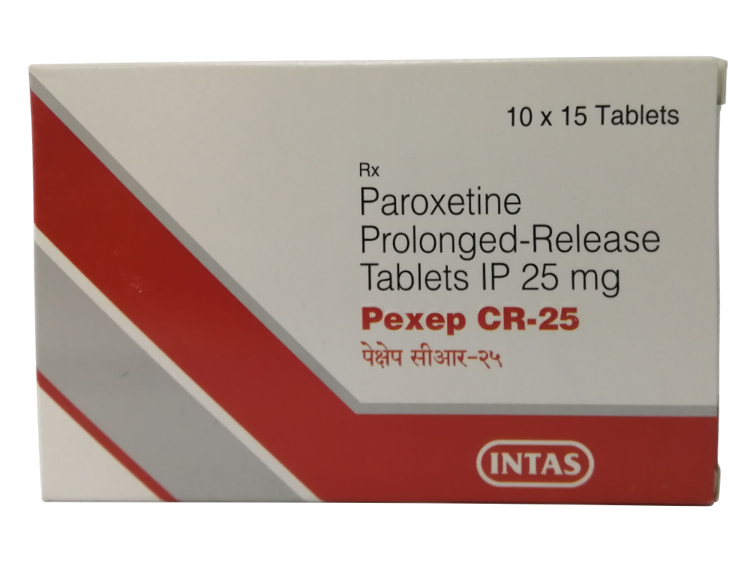 10 x 15 Tablets
Rx
Paroxetine
Prolonged-Release
Tablets IP 25 mg
Pexep CR-25
पेक्षेप सीआर-२५
INTAS